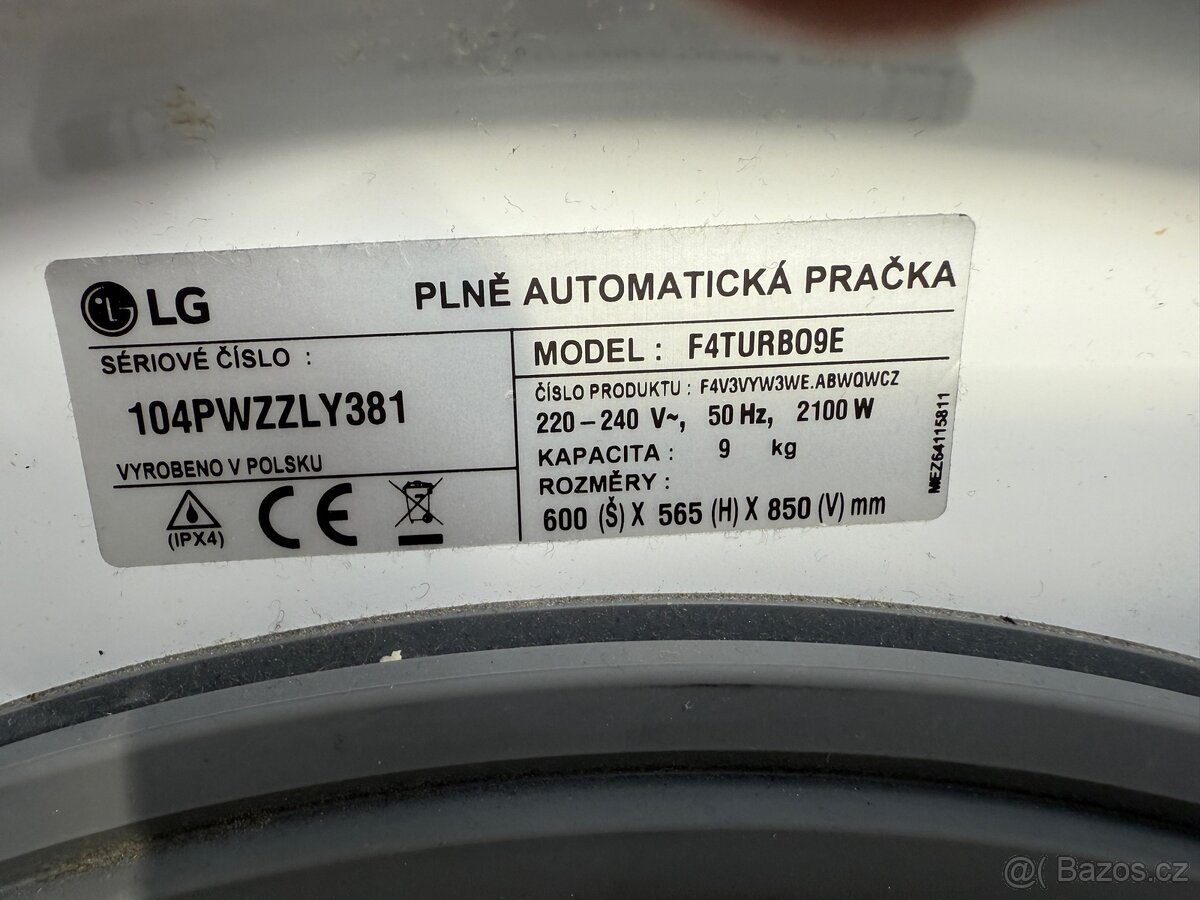 LG
PLNĚ AUTOMATICKÁ PRAČKA
SÉRIOVÉ ČÍSLO :
104PWZZLY381
VYROBENO V POLSKU
(IPX4)
CE
MODEL : F4TURBO9E
ČÍSLO PRODUKTU : F4V3VYW3WE.ABWQWCZ
220-240 V~, 50 Hz, 2100 W
KAPACITA : 9 kg
ROZMĚRY :
600 (Š) X 565 (H) X 850 (V) mm
MEZ64115811
@( Bazos.cz